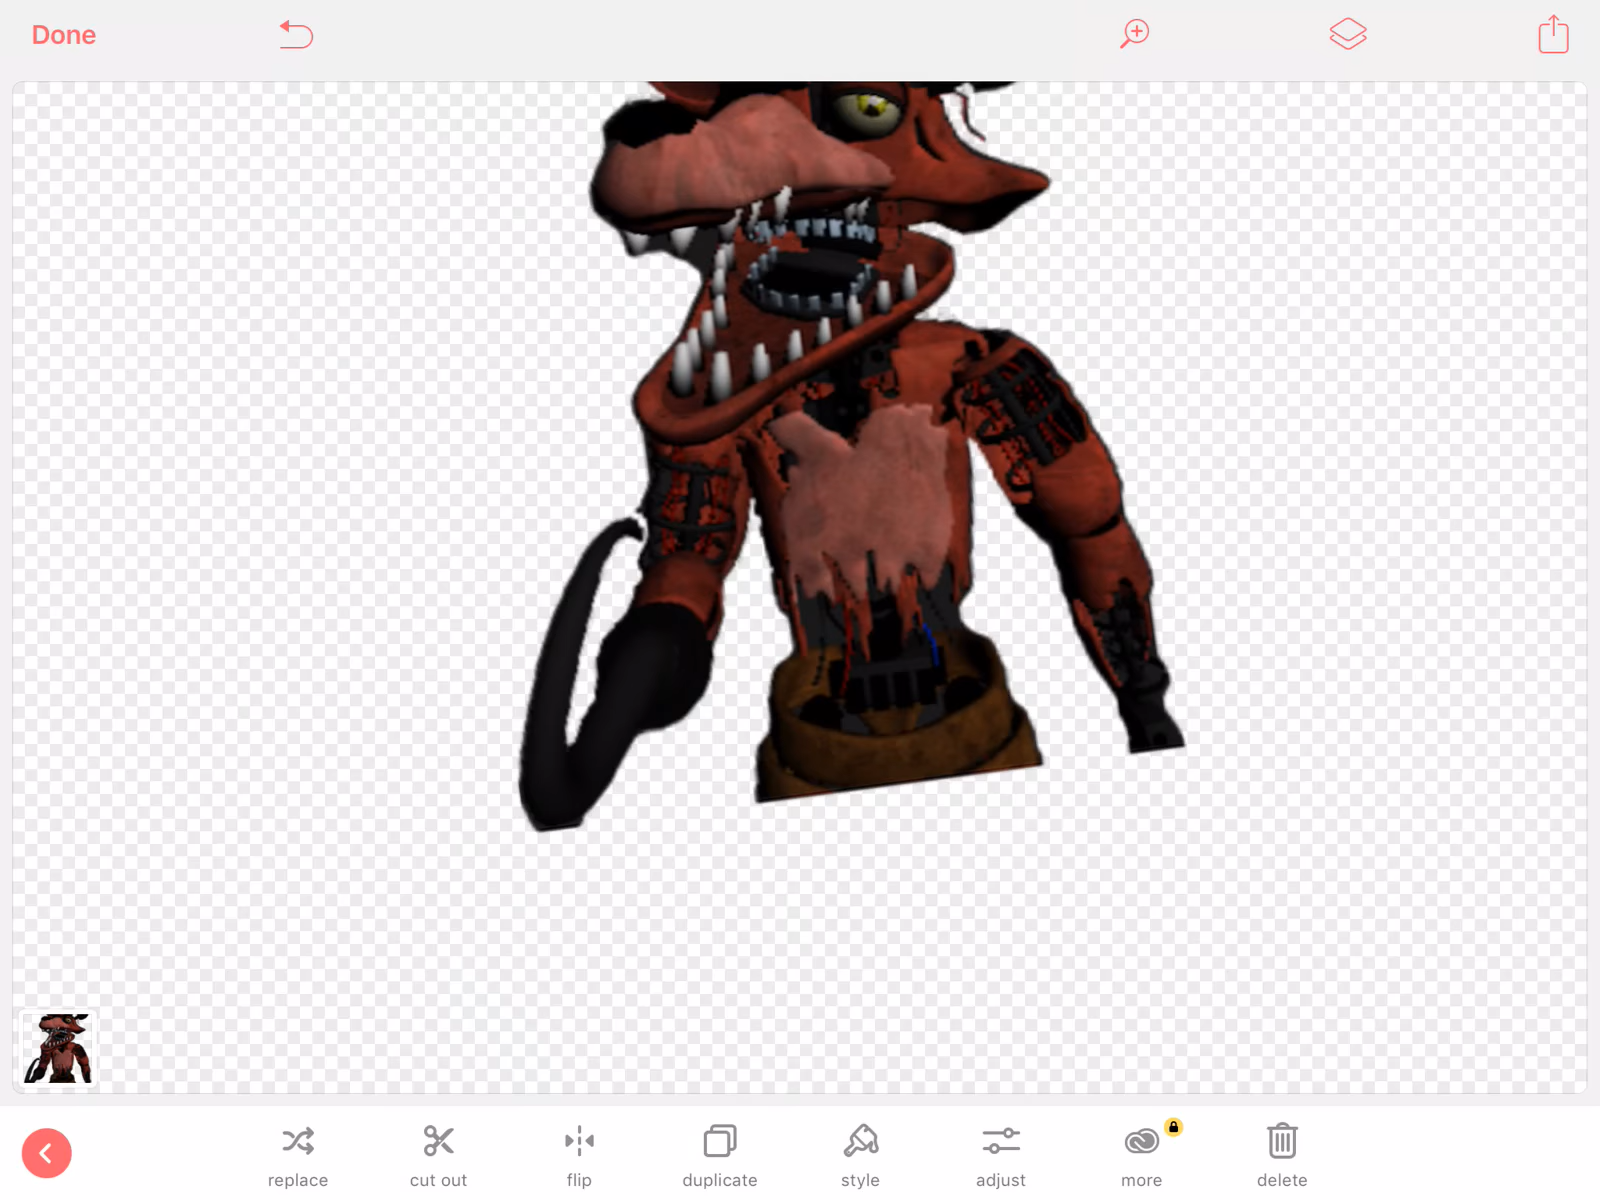 Done
replace
cut out
flip
duplicate
style
adjust
more
delete